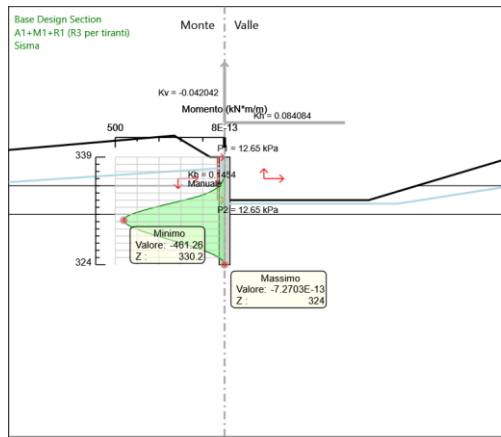 Base Design Section
A1+M1+R1 (R3 per tiranti)
Sisma
Monte
Valle
Kv = -0.042042
Momento (kN*m/m)
Kh = 0.084084
500
8E-13
P1 = 12.65 kPa
339
Kh = 0.1454
Manuale
P2 = 12.65 kPa
Minimo
Valore: -461.26
Z : 330.2
324
Massimo
Valore: -7.2703E-13
Z : 324